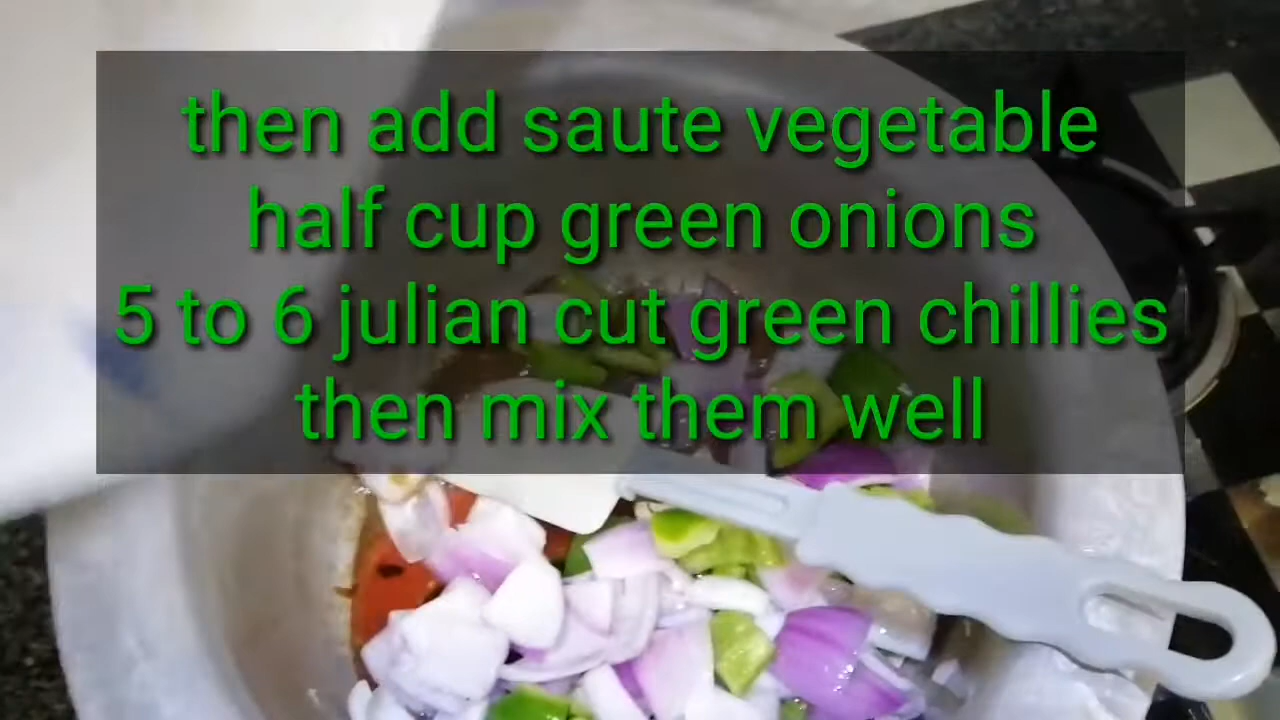 then add saute vegetable
half cup green onions
5 to 6 julian cut green chillies
then mix them well